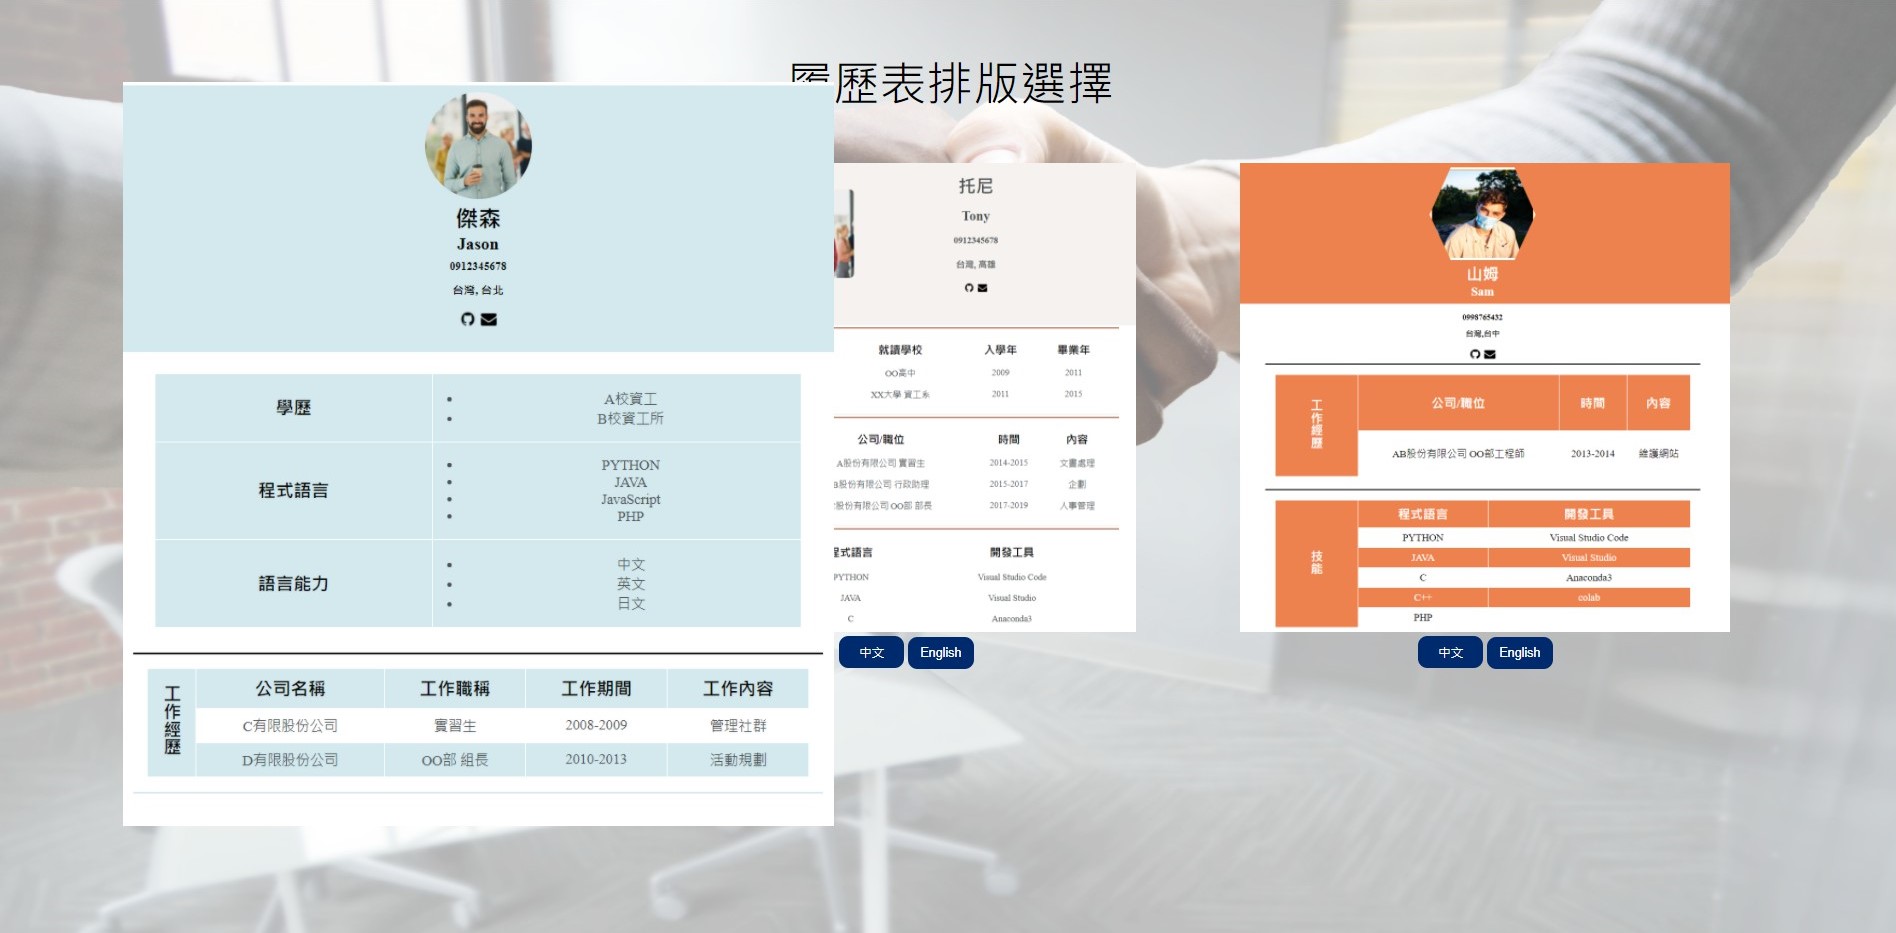 履歷表排版選擇
傑森
Jason
0912345678
台灣, 台北
學歷
A校資工
B校資工所
程式語言
PYTHON
JAVA
JavaScript
PHP
語言能力
中文
英文
日文
工作經歷
公司名稱 工作職稱 工作期間 工作內容
C有限股份公司 實習生 2008-2009 管理社群
D有限股份公司 OO部 組長 2010-2013 活動規劃
托尼
Tony
0912345678
台灣, 高雄
就讀學校 入學年 畢業年
OO高中 2009 2011
XX大學 資工系 2011 2015
公司/職位 時間 內容
A股份有限公司 實習生 2014-2015 文書處理
B股份有限公司 行政助理 2015-2017 企劃
股份有限公司 OO部 部長 2017-2019 人事管理
程式語言 開發工具
PYTHON Visual Studio Code
JAVA Visual Studio
C Anaconda3
中文 English
山姆
Sam
0998765432
台灣,台中
工作經歷
公司/職位 時間 內容
AB股份有限公司 OO部工程師 2013-2014 維護網站
技能
程式語言 開發工具
PYTHON Visual Studio Code
JAVA Visual Studio
C Anaconda3
C++ colab
PHP
中文 English